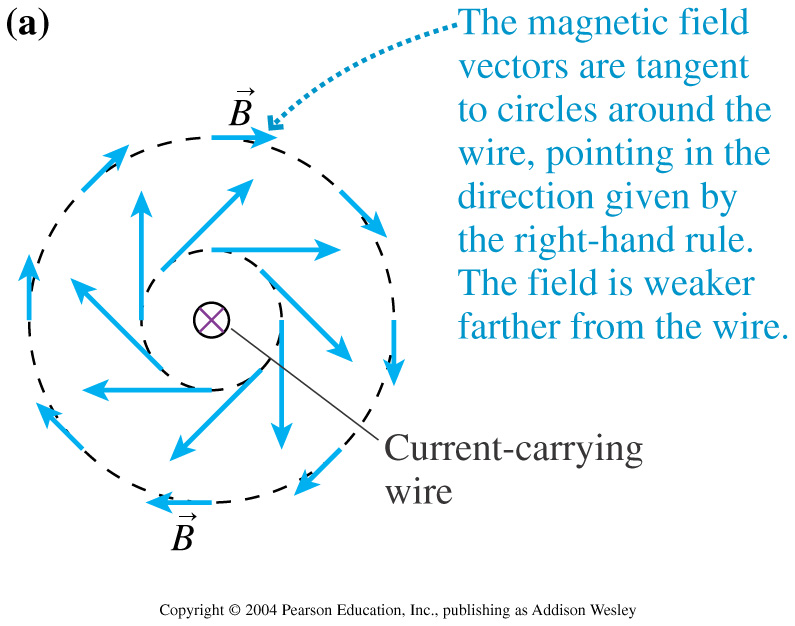 (a)
The magnetic field
vectors are tangent
to circles around the
wire, pointing in the
direction given by
the right-hand rule.
The field is weaker
farther from the wire.
B⃗
Current-carrying
wire
B⃗
Copyright © 2004 Pearson Education, Inc., publishing as Addison Wesley